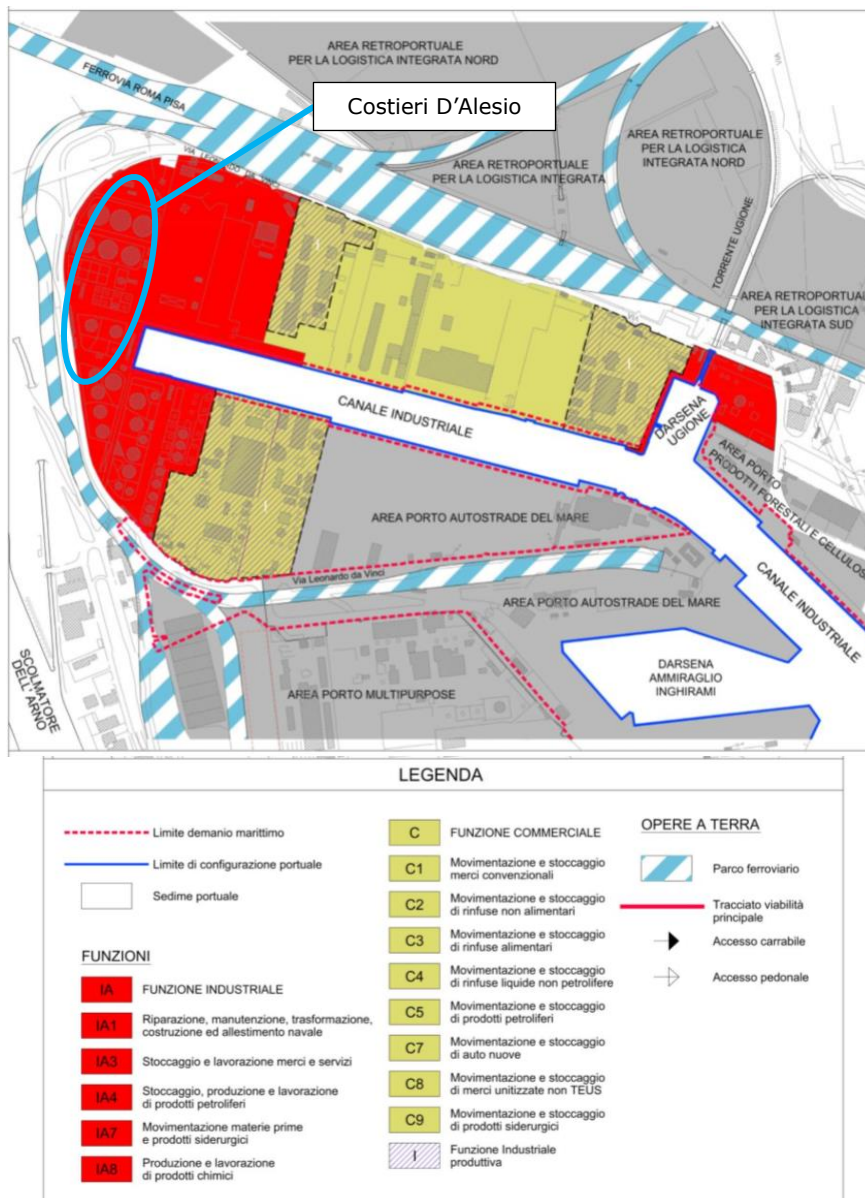 AREA RETROPORTUALE
PER LA LOGISTICA INTEGRATA NORD
FERROVIA ROMA PISA
Costieri D'Alesio
AREA RETROPORTUALE
PER LA LOGISTICA
INTEGRATA NORD
VIA LEONARDO DA VINCI
AREA RETROPORTUALE
PER LA LOGISTICA INTEGRATA
TORRENTE UGIONE
AREA RETROPORTUALE
PER LA LOGISTICA
INTEGRATA SUD
I
I
CANALE INDUSTRIALE
DARSENA
UGIONE
AREA PORTO
PRODOTTI FORESTALI E CELLULOS
I
AREA PORTO AUTOSTRADE DEL MARE
Via Leonardo da Vinci
AREA PORTO AUTOSTRADE DEL MARE
CANALE INDUSTRIALE
SCOLMATORE
DELL'ARNO
AREA PORTO MULTIPURPOSE
DARSENA
AMMIRAGLIO
INGHIRAMI
LEGENDA
Limite demanio marittimo
Limite di configurazione portuale
Sedime portuale
FUNZIONI
IA FUNZIONE INDUSTRIALE
IA1 Riparazione, manutenzione, trasformazione,
costruzione ed allestimento navale
IA3 Stoccaggio e lavorazione merci e servizi
IA4 Stoccaggio, produzione e lavorazione
di prodotti petroliferi
IA7 Movimentazione materie prime
e prodotti siderurgici
IA8 Produzione e lavorazione
di prodotti chimici
C FUNZIONE COMMERCIALE
C1 Movimentazione e stoccaggio
merci convenzionali
C2 Movimentazione e stoccaggio
di rinfuse non alimentari
C3 Movimentazione e stoccaggio
di rinfuse alimentari
C4 Movimentazione e stoccaggio
di rinfuse liquide non petrolifere
C5 Movimentazione e stoccaggio
di prodotti petroliferi
C7 Movimentazione e stoccaggio
di auto nuove
C8 Movimentazione e stoccaggio
di merci unitizzate non TEUS
C9 Movimentazione e stoccaggio
di prodotti siderurgici
I Funzione Industriale
produttiva
OPERE A TERRA
Parco ferroviario
Tracciato viabilità
principale
Accesso carrabile
Accesso pedonale